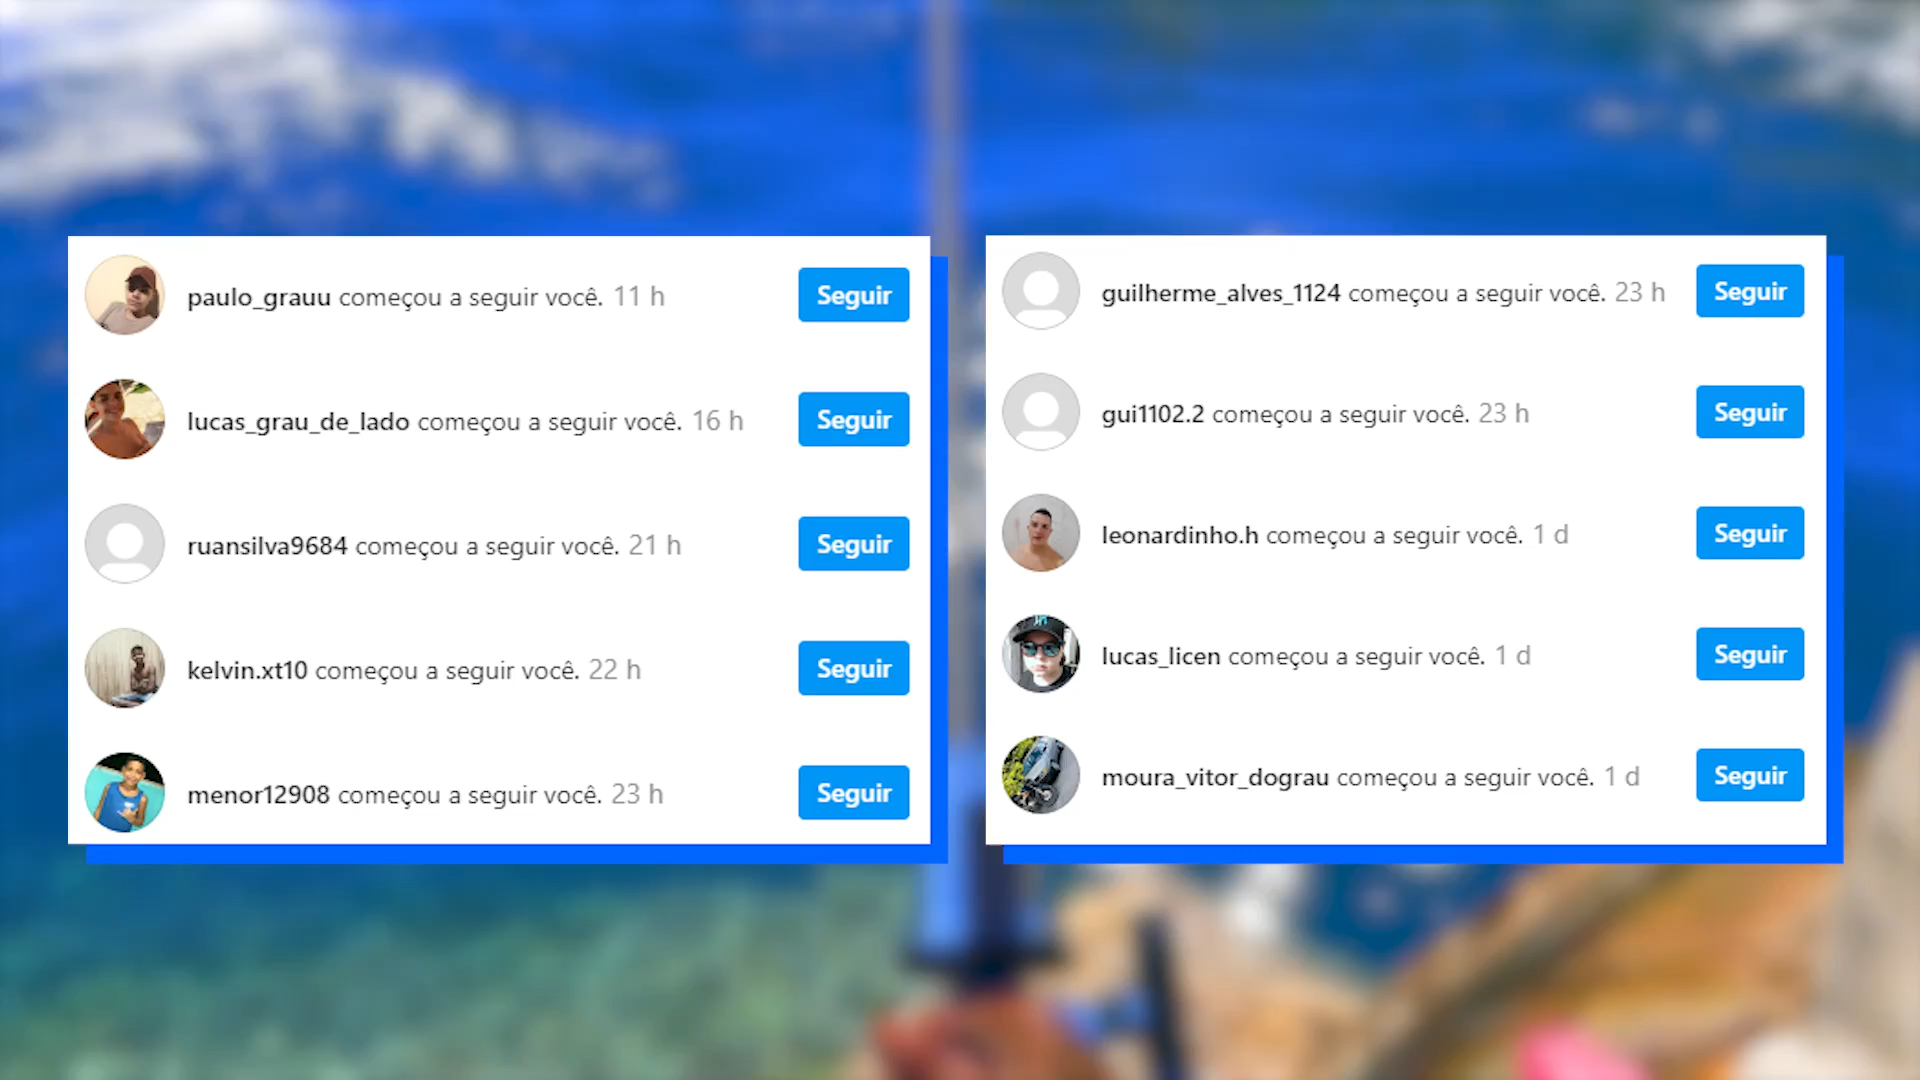 paulo_grauu começou a seguir você. 11 h Seguir
lucas_grau_de_lado começou a seguir você. 16 h Seguir
ruansilva9684 começou a seguir você. 21 h Seguir
kelvin.xt10 começou a seguir você. 22 h Seguir
menor12908 começou a seguir você. 23 h Seguir
guilherme_alves_1124 começou a seguir você. 23 h Seguir
gui1102.2 começou a seguir você. 23 h Seguir
leonardinho.h começou a seguir você. 1 d Seguir
lucas_licen começou a seguir você. 1 d Seguir
moura_vitor_dograu começou a seguir você. 1 d Seguir